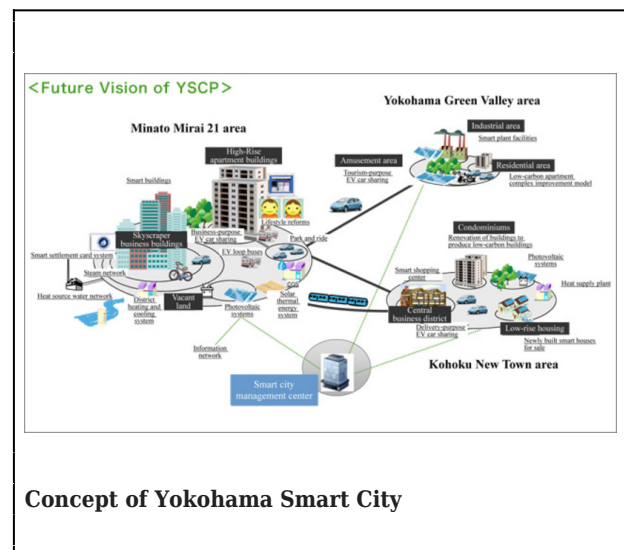 <Future Vision of YSCP>
Yokohama Green Valley area
Minato Mirai 21 area
Industrial area
Smart plant facilities
High-Rise
apartment buildings
Amusement area
Tourism-purpose
EV car sharing
Residential area
Low-carbon apartment
complex improvement model
Smart buildings
Lifestyle reforms
Business-purpose
EV car sharing
Park and ride
Skyscraper
business buildings
EV loop buses
Smart settlement card system
Steam network
Heat source water network
District
heating and
cooling
system
Vacant
land
Photovoltaic
systems
CGS
Solar
thermal
energy
system
Information
network
Condominiums
Renovation of buildings to
produce low-carbon buildings
Photovoltaic
systems
Smart shopping
center
Heat supply plant
Central
business district
Delivery-purpose
EV car sharing
Low-rise housing
Newly built smart houses
for sale
Kohoku New Town area
Smart city
management center
Concept of Yokohama Smart City